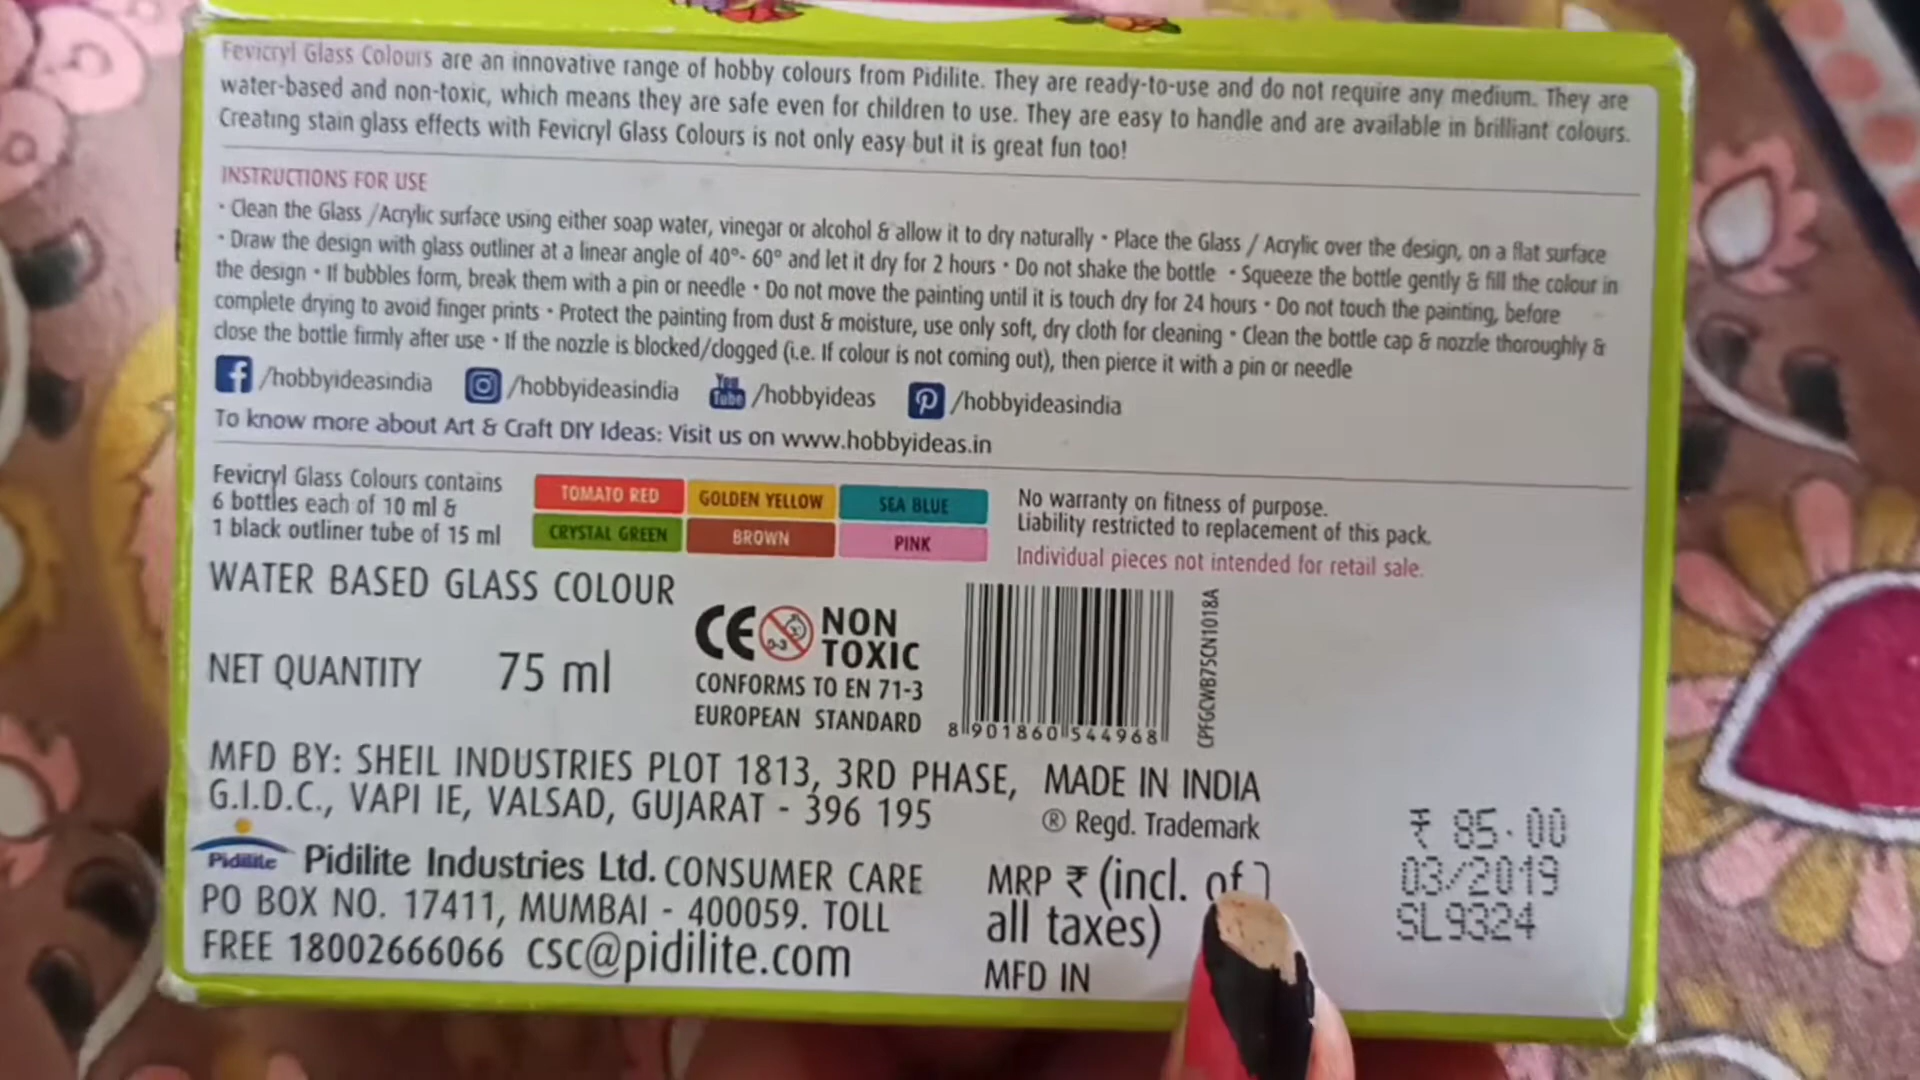 Fevicryl Glass Colours are an innovative range of hobby colours from Pidilite. They are ready-to-use and do not require any medium. They are
water-based and non-toxic, which means they are safe even for children to use. They are easy to handle and are available in brilliant colours.
Creating stain glass effects with Fevicryl Glass Colours is not only easy but it is great fun too!
INSTRUCTIONS FOR USE
• Clean the Glass /Acrylic surface using either soap water, vinegar or alcohol & allow it to dry naturally • Place the Glass / Acrylic over the design, on a flat surface
• Draw the design with glass outliner at a linear angle of 40°- 60° and let it dry for 2 hours • Do not shake the bottle • Squeeze the bottle gently & fill the colour in
the design • If bubbles form, break them with a pin or needle • Do not move the painting until it is touch dry for 24 hours • Do not touch the painting, before
complete drying to avoid finger prints • Protect the painting from dust & moisture, use only soft, dry cloth for cleaning • Clean the bottle cap & nozzle thoroughly &
close the bottle firmly after use • If the nozzle is blocked/clogged (i.e. If colour is not coming out), then pierce it with a pin or needle
f /hobbyideasindia /hobbyideasindia You Tube /hobbyideas /hobbyideasindia
To know more about Art & Craft DIY Ideas: Visit us on www.hobbyideas.in
Fevicryl Glass Colours contains
6 bottles each of 10 ml &
1 black outliner tube of 15 ml
TOMATO RED GOLDEN YELLOW SEA BLUE
CRYSTAL GREEN BROWN PINK
No warranty on fitness of purpose.
Liability restricted to replacement of this pack.
Individual pieces not intended for retail sale.
WATER BASED GLASS COLOUR
NET QUANTITY 75 ml
CE 0-3 NON
TOXIC
CONFORMS TO EN 71-3
EUROPEAN STANDARD
8 901860 544968
CPFGCWB75CN1018A
MFD BY: SHEIL INDUSTRIES PLOT 1813, 3RD PHASE,
G.I.D.C., VAPI IE, VALSAD, GUJARAT - 396 195
MADE IN INDIA
® Regd. Trademark
Pidilite Pidilite Industries Ltd. CONSUMER CARE
PO BOX NO. 17411, MUMBAI - 400059. TOLL
FREE 18002666066 csc@pidilite.com
MRP ₹ (incl. of
all taxes)
MFD IN
₹ 85.00
03/2019
SL9324